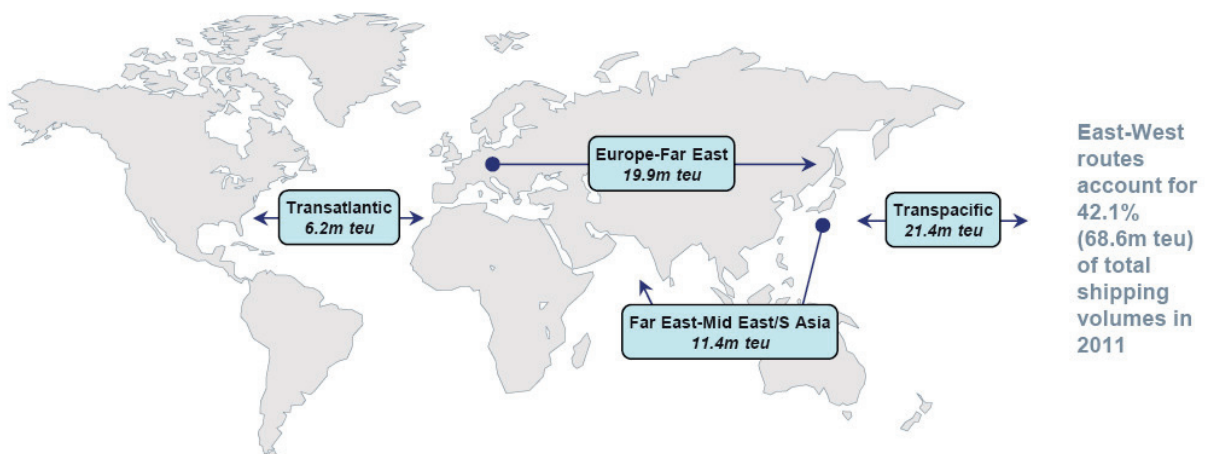 Europe-Far East
19.9m teu
Transatlantic
6.2m teu
Transpacific
21.4m teu
Far East-Mid East/S Asia
11.4m teu
East-West
routes
account for
42.1%
(68.6m teu)
of total
shipping
volumes in
2011